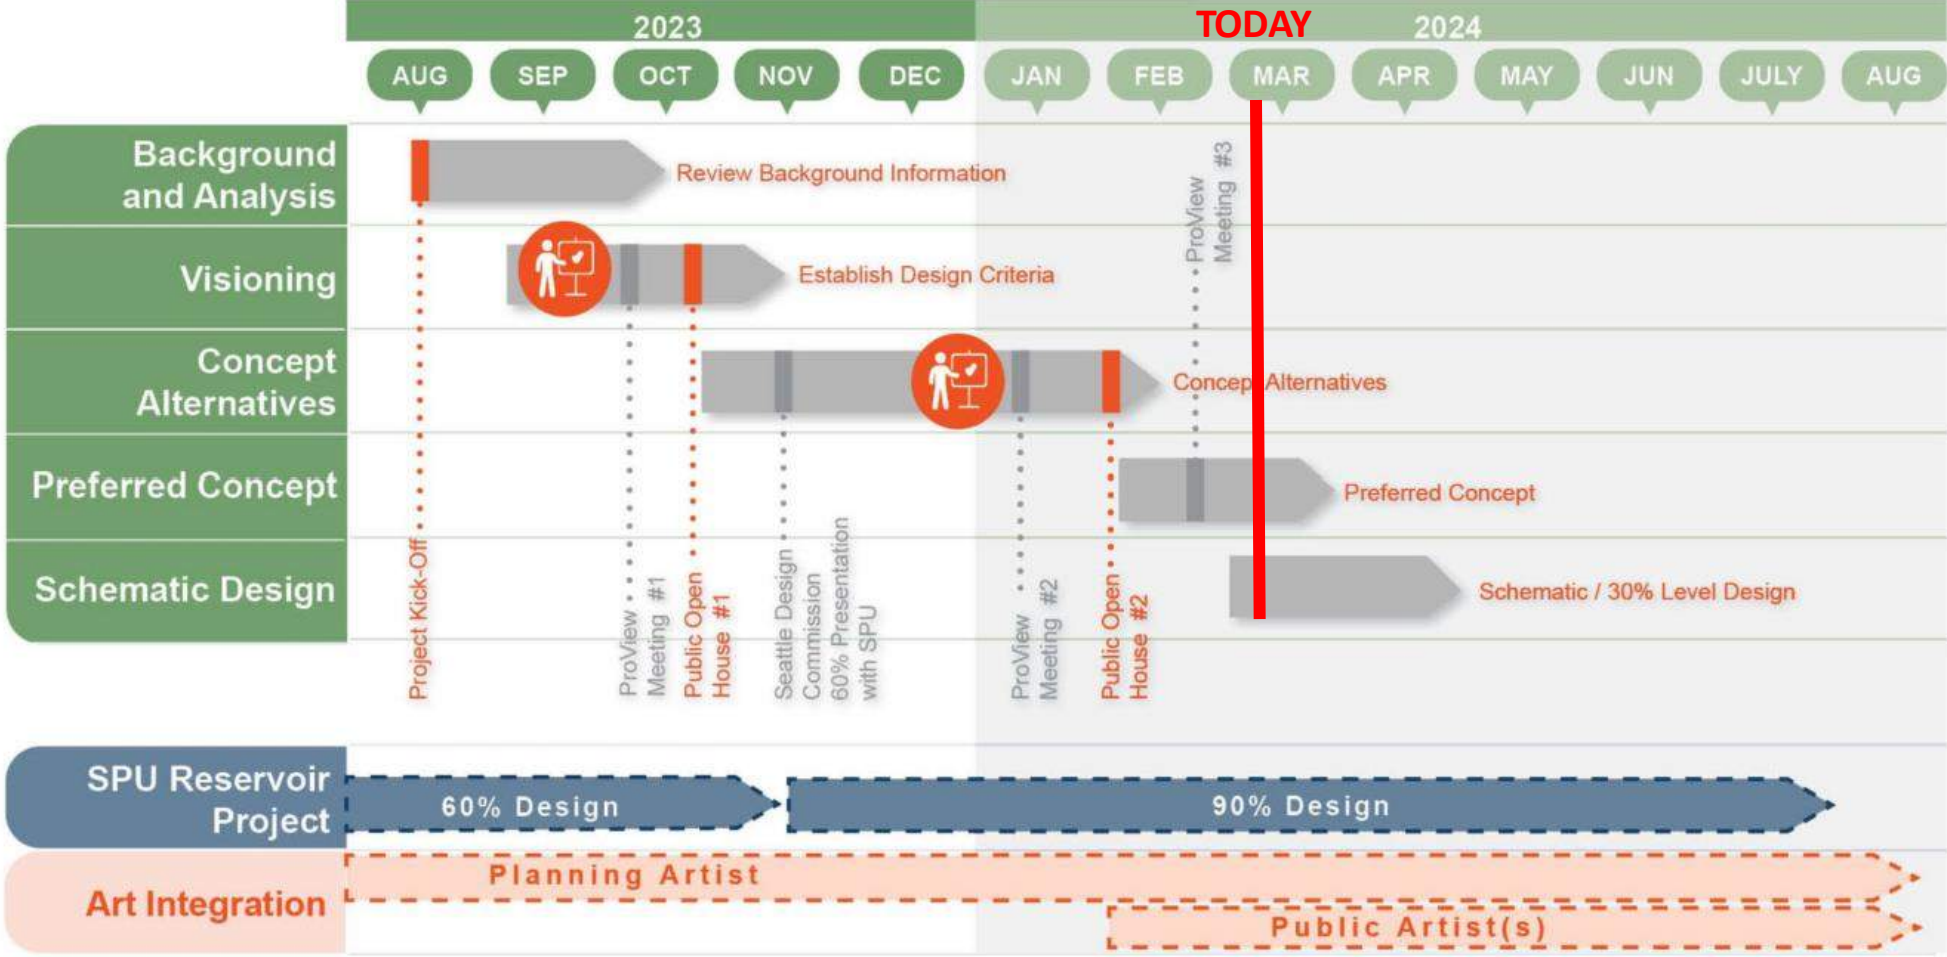 2023
TODAY
2024
AUG
SEP
OCT
NOV
DEC
JAN
FEB
MAR
APR
MAY
JUN
JULY
AUG
Background
and Analysis
Review Background Information
ProView
Meeting #3
Visioning
Establish Design Criteria
Concept
Alternatives
Concept Alternatives
Preferred Concept
Preferred Concept
Schematic Design
Schematic / 30% Level Design
Project Kick-Off
ProView
Meeting #1
Public Open
House #1
Seattle Design
Commission
60% Presentation
with SPU
ProView
Meeting #2
Public Open
House #2
SPU Reservoir
Project
60% Design
90% Design
Art Integration
Planning Artist
Public Artist(s)